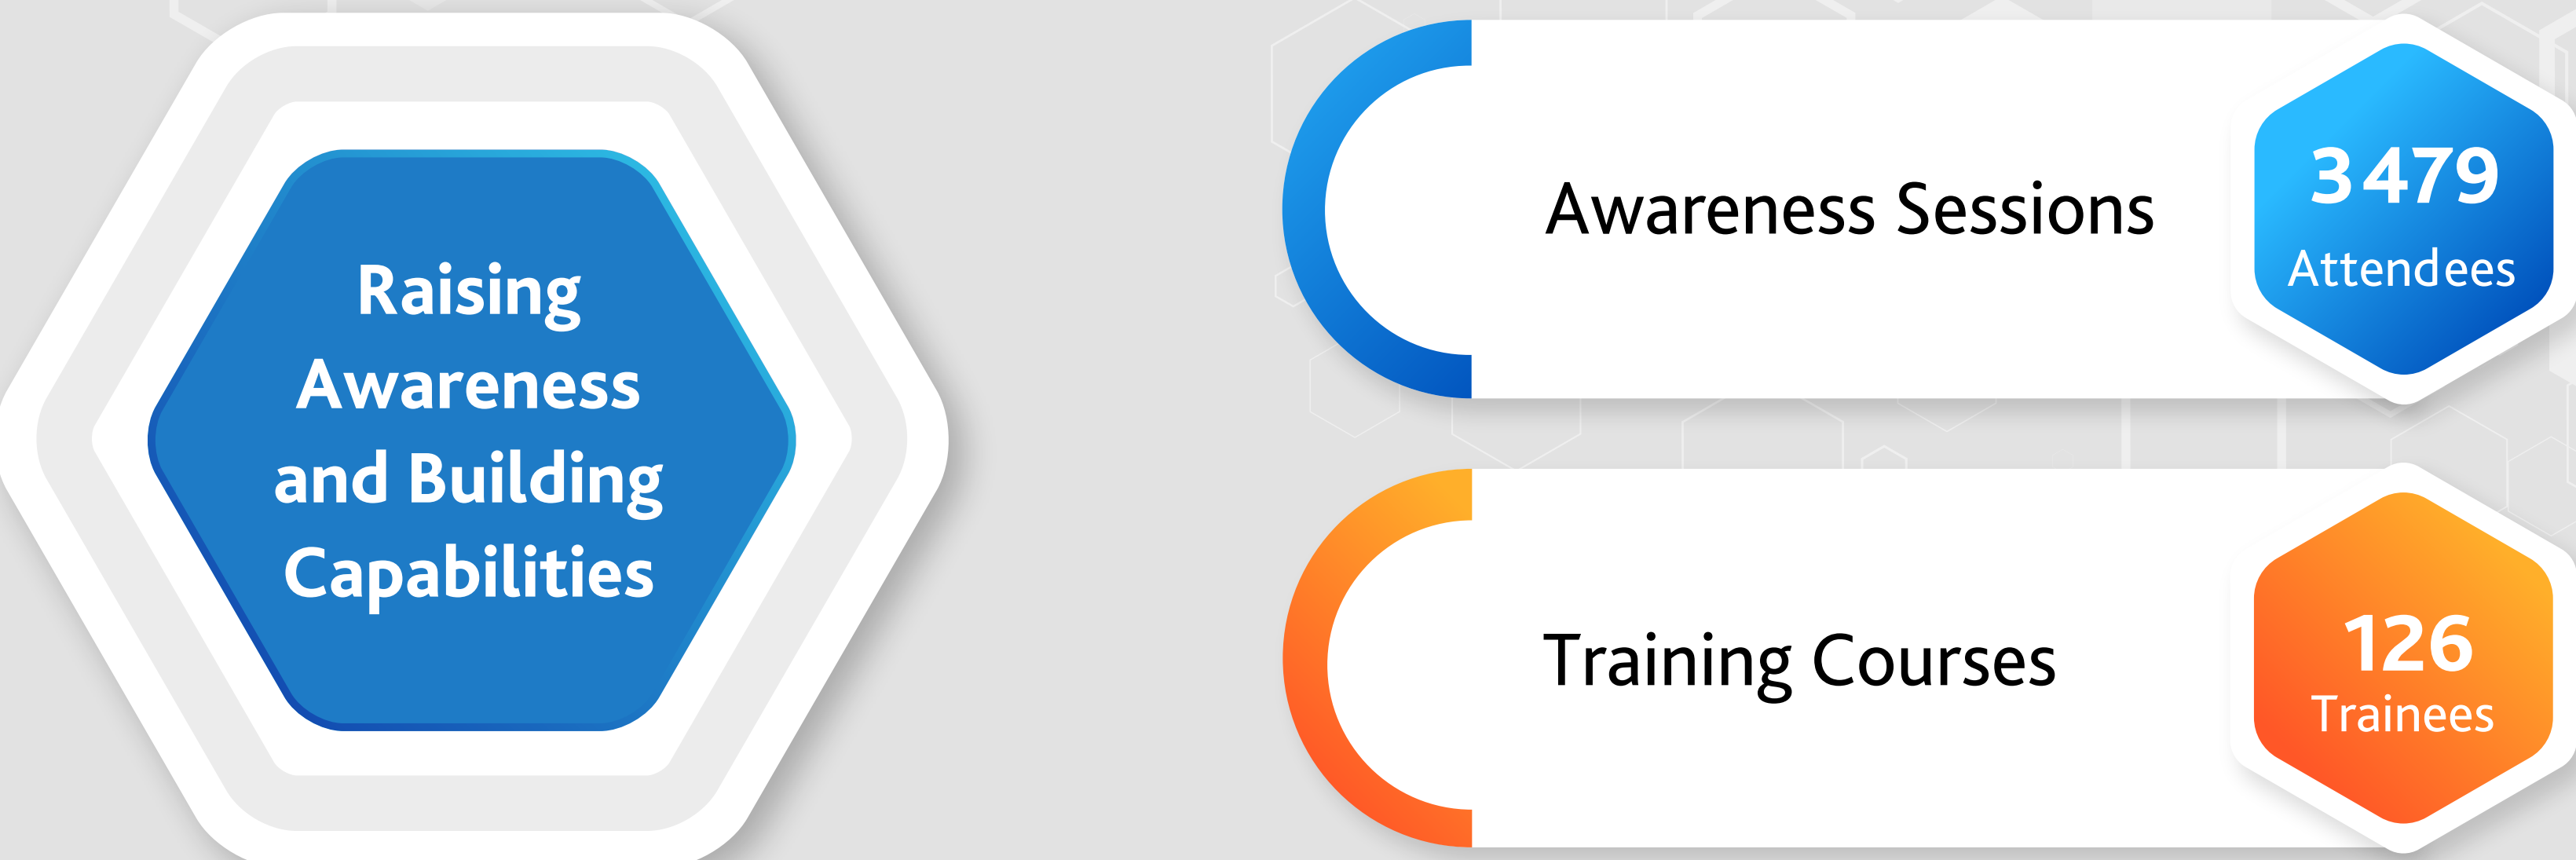 Raising
Awareness
and Building
Capabilities
Awareness Sessions
3479
Attendees
Training Courses
126
Trainees